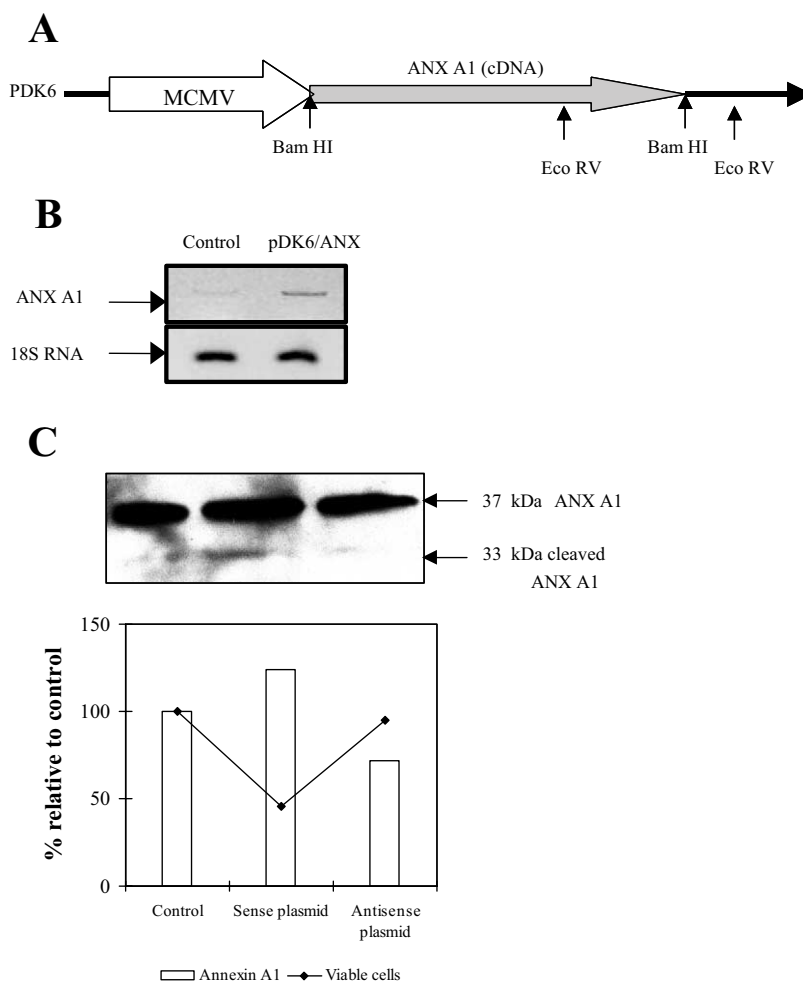 A
ANX A1 (cDNA)
PDK6
MCMV
Bam HI
Bam HI
Eco RV
Eco RV
B
Control pDK6/ANX
ANX A1
18S RNA
C
37 kDa ANX A1
33 kDa cleaved
ANX A1
% relative to control
150
100
50
0
Control Sense plasmid Antisense
plasmid
Annexin A1 Viable cells